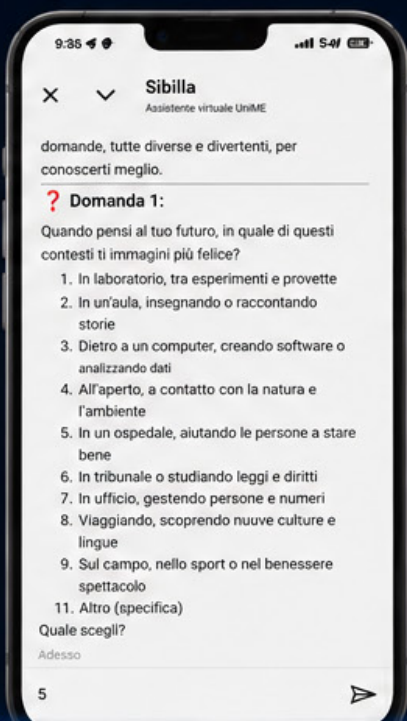 9:35
Sibilla
Assistente virtuale UniME
domande, tutte diverse e divertenti, per
conoscerti meglio.
❓ Domanda 1:
Quando pensi al tuo futuro, in quale di questi
contesti ti immagini più felice?
1. In laboratorio, tra esperimenti e provette
2. In un'aula, insegnando o raccontando
storie
3. Dietro a un computer, creando software o
analizzando dati
4. All'aperto, a contatto con la natura e
l'ambiente
5. In un ospedale, aiutando le persone a stare
bene
6. In tribunale o studiando leggi e diritti
7. In ufficio, gestendo persone e numeri
8. Viaggiando, scoprendo nuuve culture e
lingue
9. Sul campo, nello sport o nel benessere
spettacolo
11. Altro (specifica)
Quale scegli?
Adesso
5